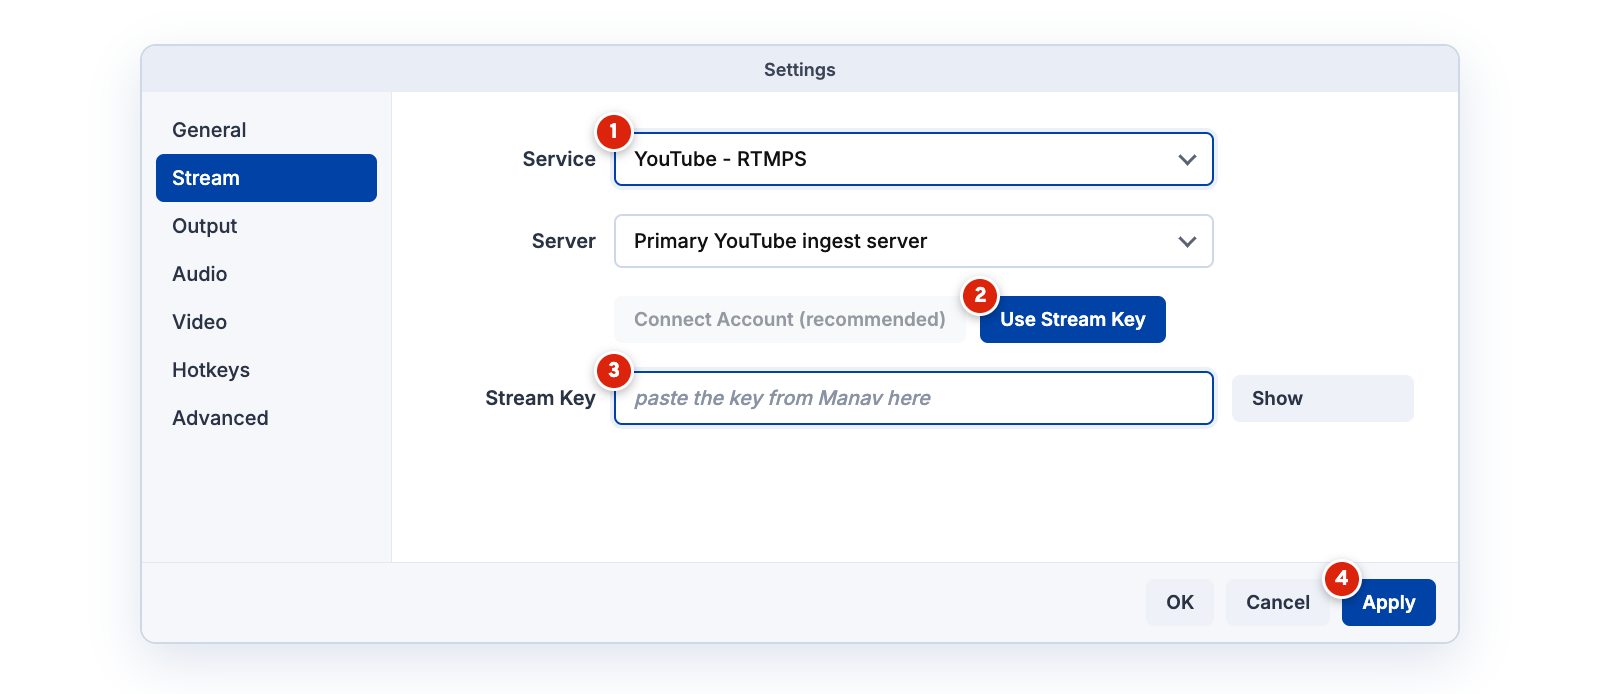 Settings
General
Stream
Output
Audio
Video
Hotkeys
Advanced
1
Service
YouTube - RTMPS
Server
Primary YouTube ingest server
Connect Account (recommended)
2
Use Stream Key
3
Stream Key
paste the key from Manav here
Show
OK
Cancel
4
Apply